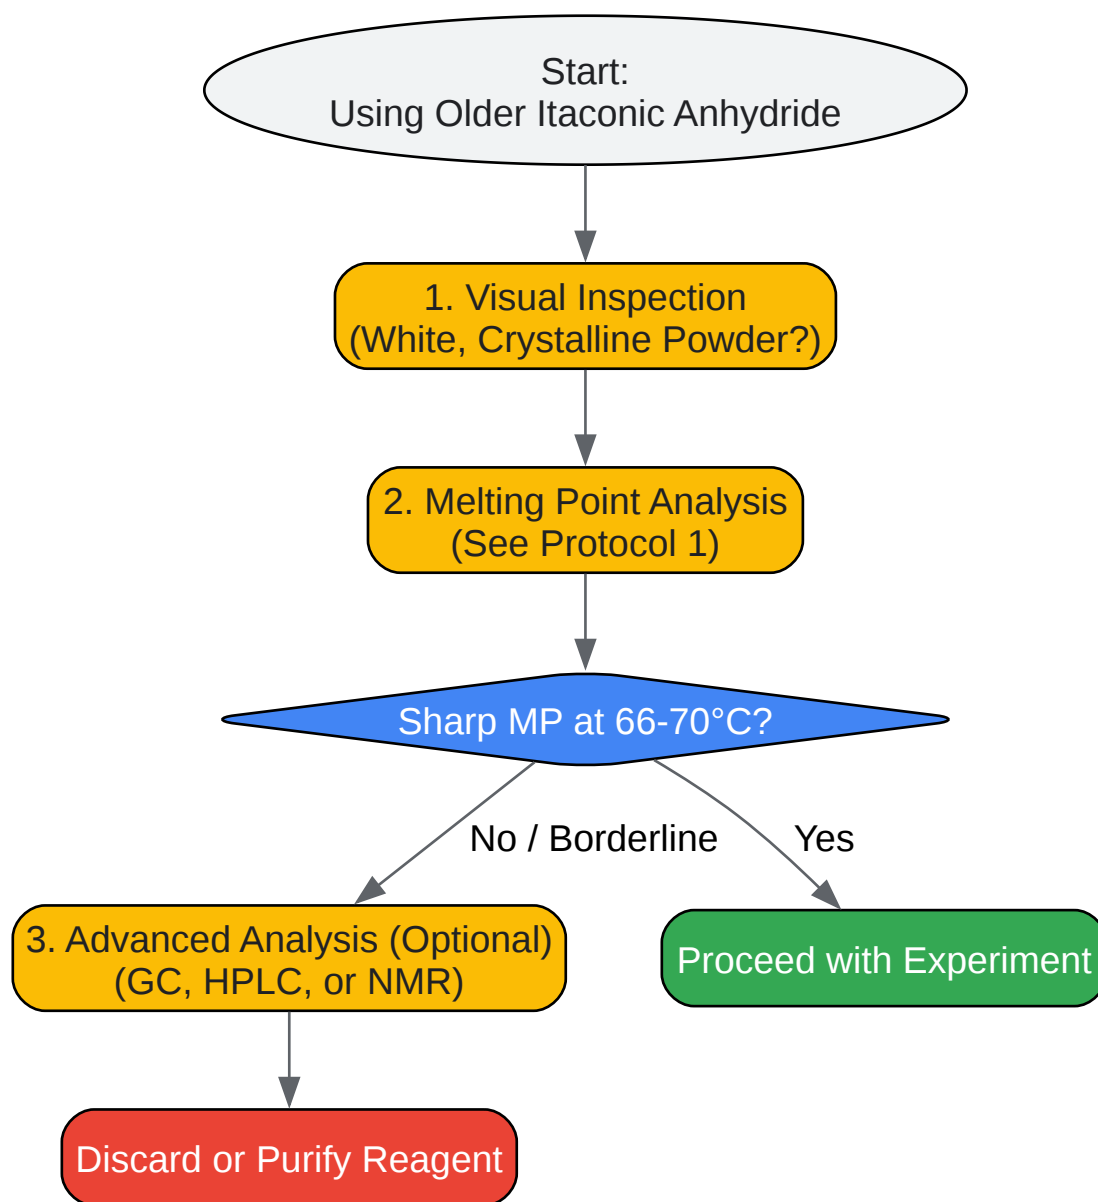 Start:
Using Older Itaconic Anhydride
1. Visual Inspection
(White, Crystalline Powder?)
2. Melting Point Analysis
(See Protocol 1)
Sharp MP at 66-70°C?
No / Borderline
Yes
3. Advanced Analysis (Optional)
(GC, HPLC, or NMR)
Proceed with Experiment
Discard or Purify Reagent